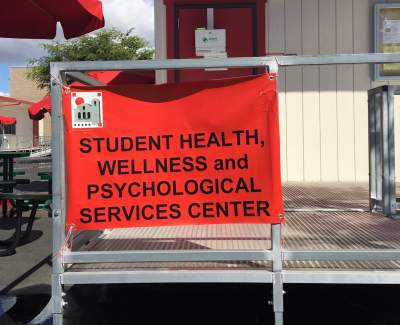 STUDENT HEALTH,
WELLNESS and
PSYCHOLOGICAL
SERVICES CENTER